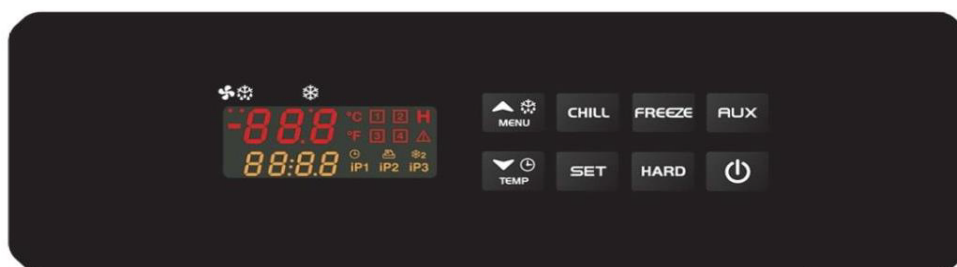 -88.8 °C 1 2 H
°F 3 4
88:8.8 iP1 iP2 iP3
2
MENU CHILL FREEZE AUX
TEMP SET HARD